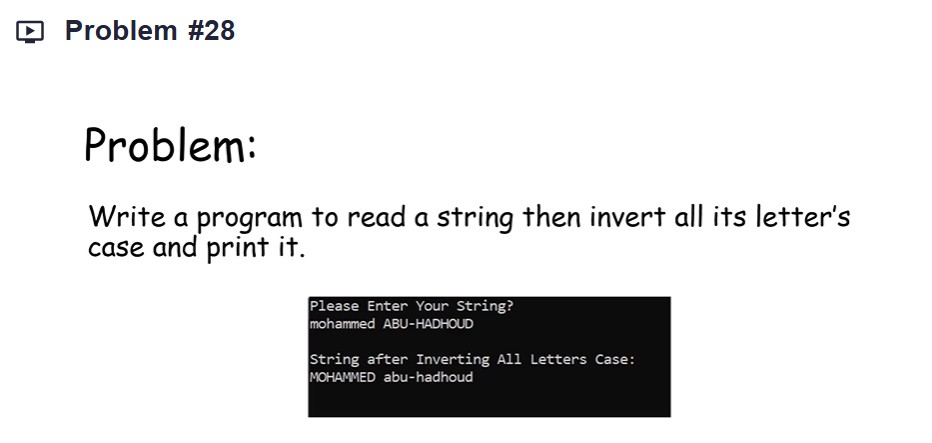 Problem #28
Problem:
Write a program to read a string then invert all its letter's
case and print it.
Please Enter Your String?
mohammed ABU-HADHOUD
String after Inverting All Letters Case:
MOHAMMED abu-hadhoud